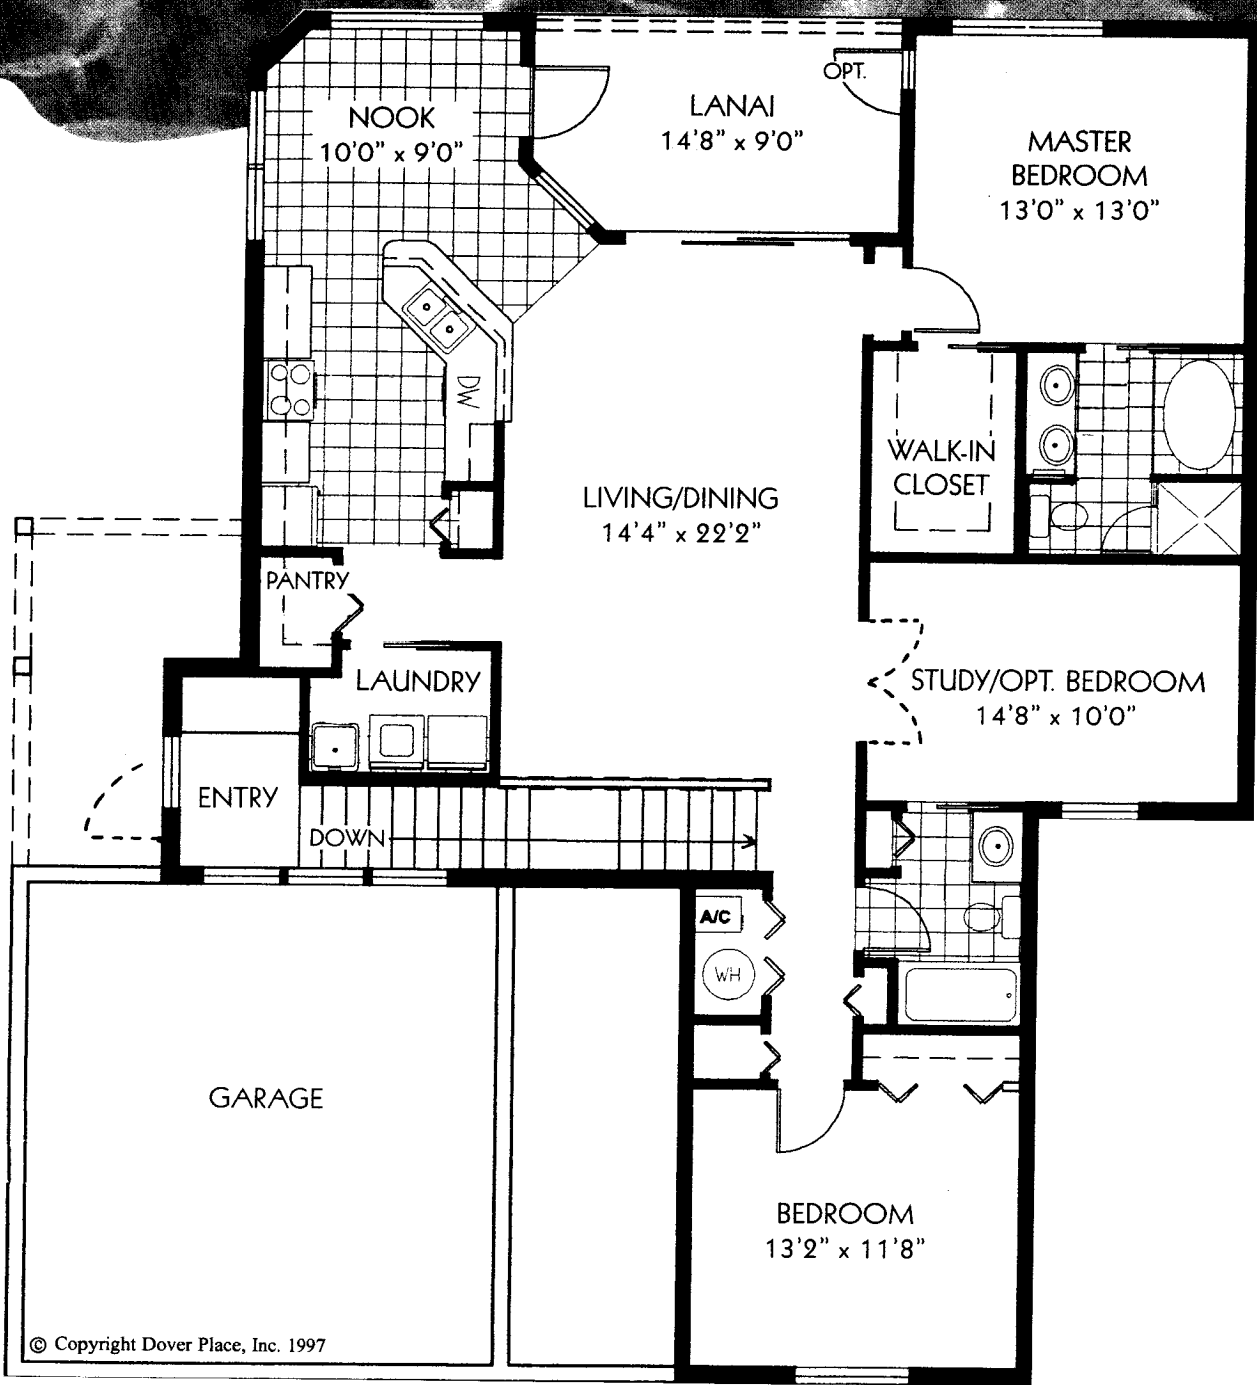 NOOK
10'0" x 9'0"
LANAI
14'8" x 9'0"
OPT.
MASTER
BEDROOM
13'0" x 13'0"
DW
WALK-IN
CLOSET
LIVING/DINING
14'4" x 22'2"
PANTRY
LAUNDRY
STUDY/OPT. BEDROOM
14'8" x 10'0"
ENTRY
DOWN
A/C
WH
GARAGE
BEDROOM
13'2" x 11'8"
© Copyright Dover Place, Inc. 1997